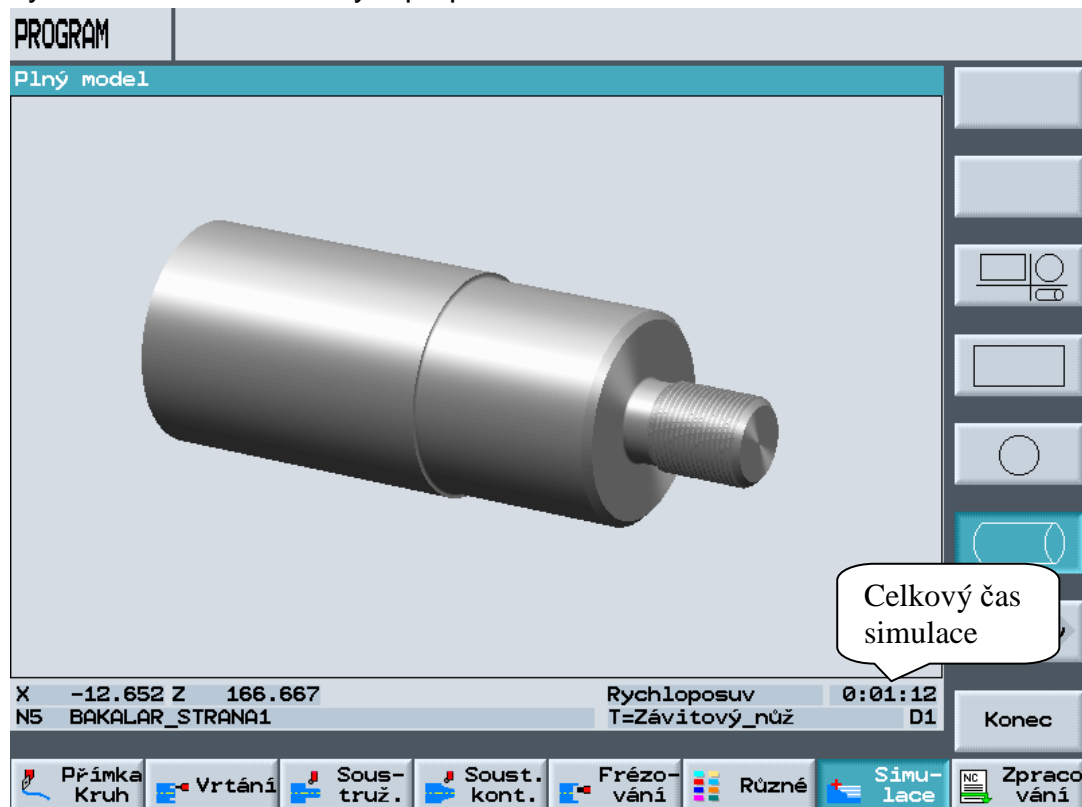 PROGRAM
Plný model
Celkový čas
simulace
X -12.652 Z 166.667 Rychloposuv 0:01:12
N5 BAKALAR_STRANA1 T=Závitový_nůž D1
Konec
Přímka
Kruh
Vrtání
Sous-
truž.
Soust.
kont.
Frézo-
vání
Různé
Simu-
lace
NC
Zpraco
vání